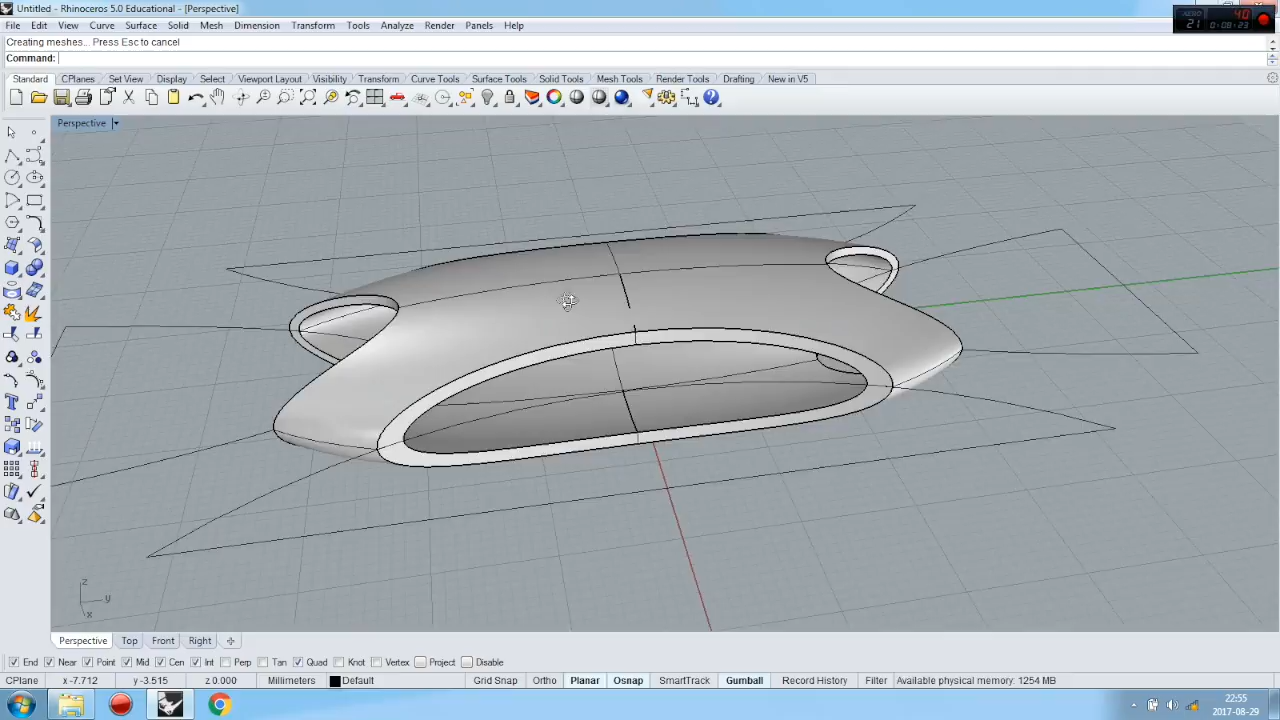 Untitled - Rhinoceros 5.0 Educational - [Perspective]
File Edit View Curve Surface Solid Mesh Dimension Transform Tools Analyze Render Panels Help
21 40 0:08:23
Creating meshes... Press Esc to cancel
Command:
Standard CPlanes Set View Display Select Viewport Layout Visibility Transform Curve Tools Surface Tools Solid Tools Mesh Tools Render Tools Drafting New in V5
Perspective
z
y
x
Perspective Top Front Right
End Near Point Mid Cen Int Perp Tan Quad Knot Vertex Project Disable
CPlane x -7.712 y -3.515 z 0.000 Millimeters Default Grid Snap Ortho Planar Osnap SmartTrack Gumball Record History Filter Available physical memory: 1254 MB
22:55
2017-08-29